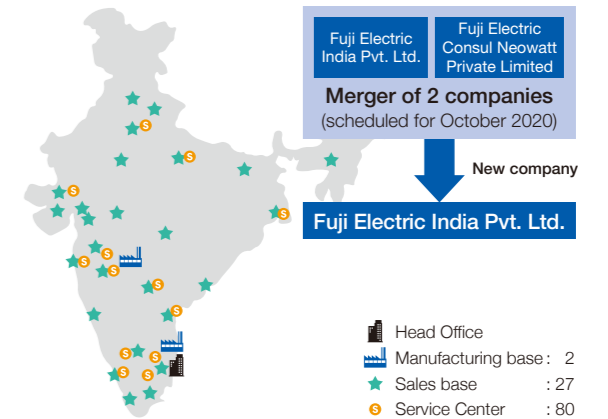 Fuji Electric
India Pvt. Ltd.
Fuji Electric
Consul Neowatt
Private Limited
Merger of 2 companies
(scheduled for October 2020)
New company
Fuji Electric India Pvt. Ltd.
Head Office
Manufacturing base : 2
Sales base : 27
S Service Center : 80
S
S
S
S
S
S
S
S
S
S
S
S
S
S